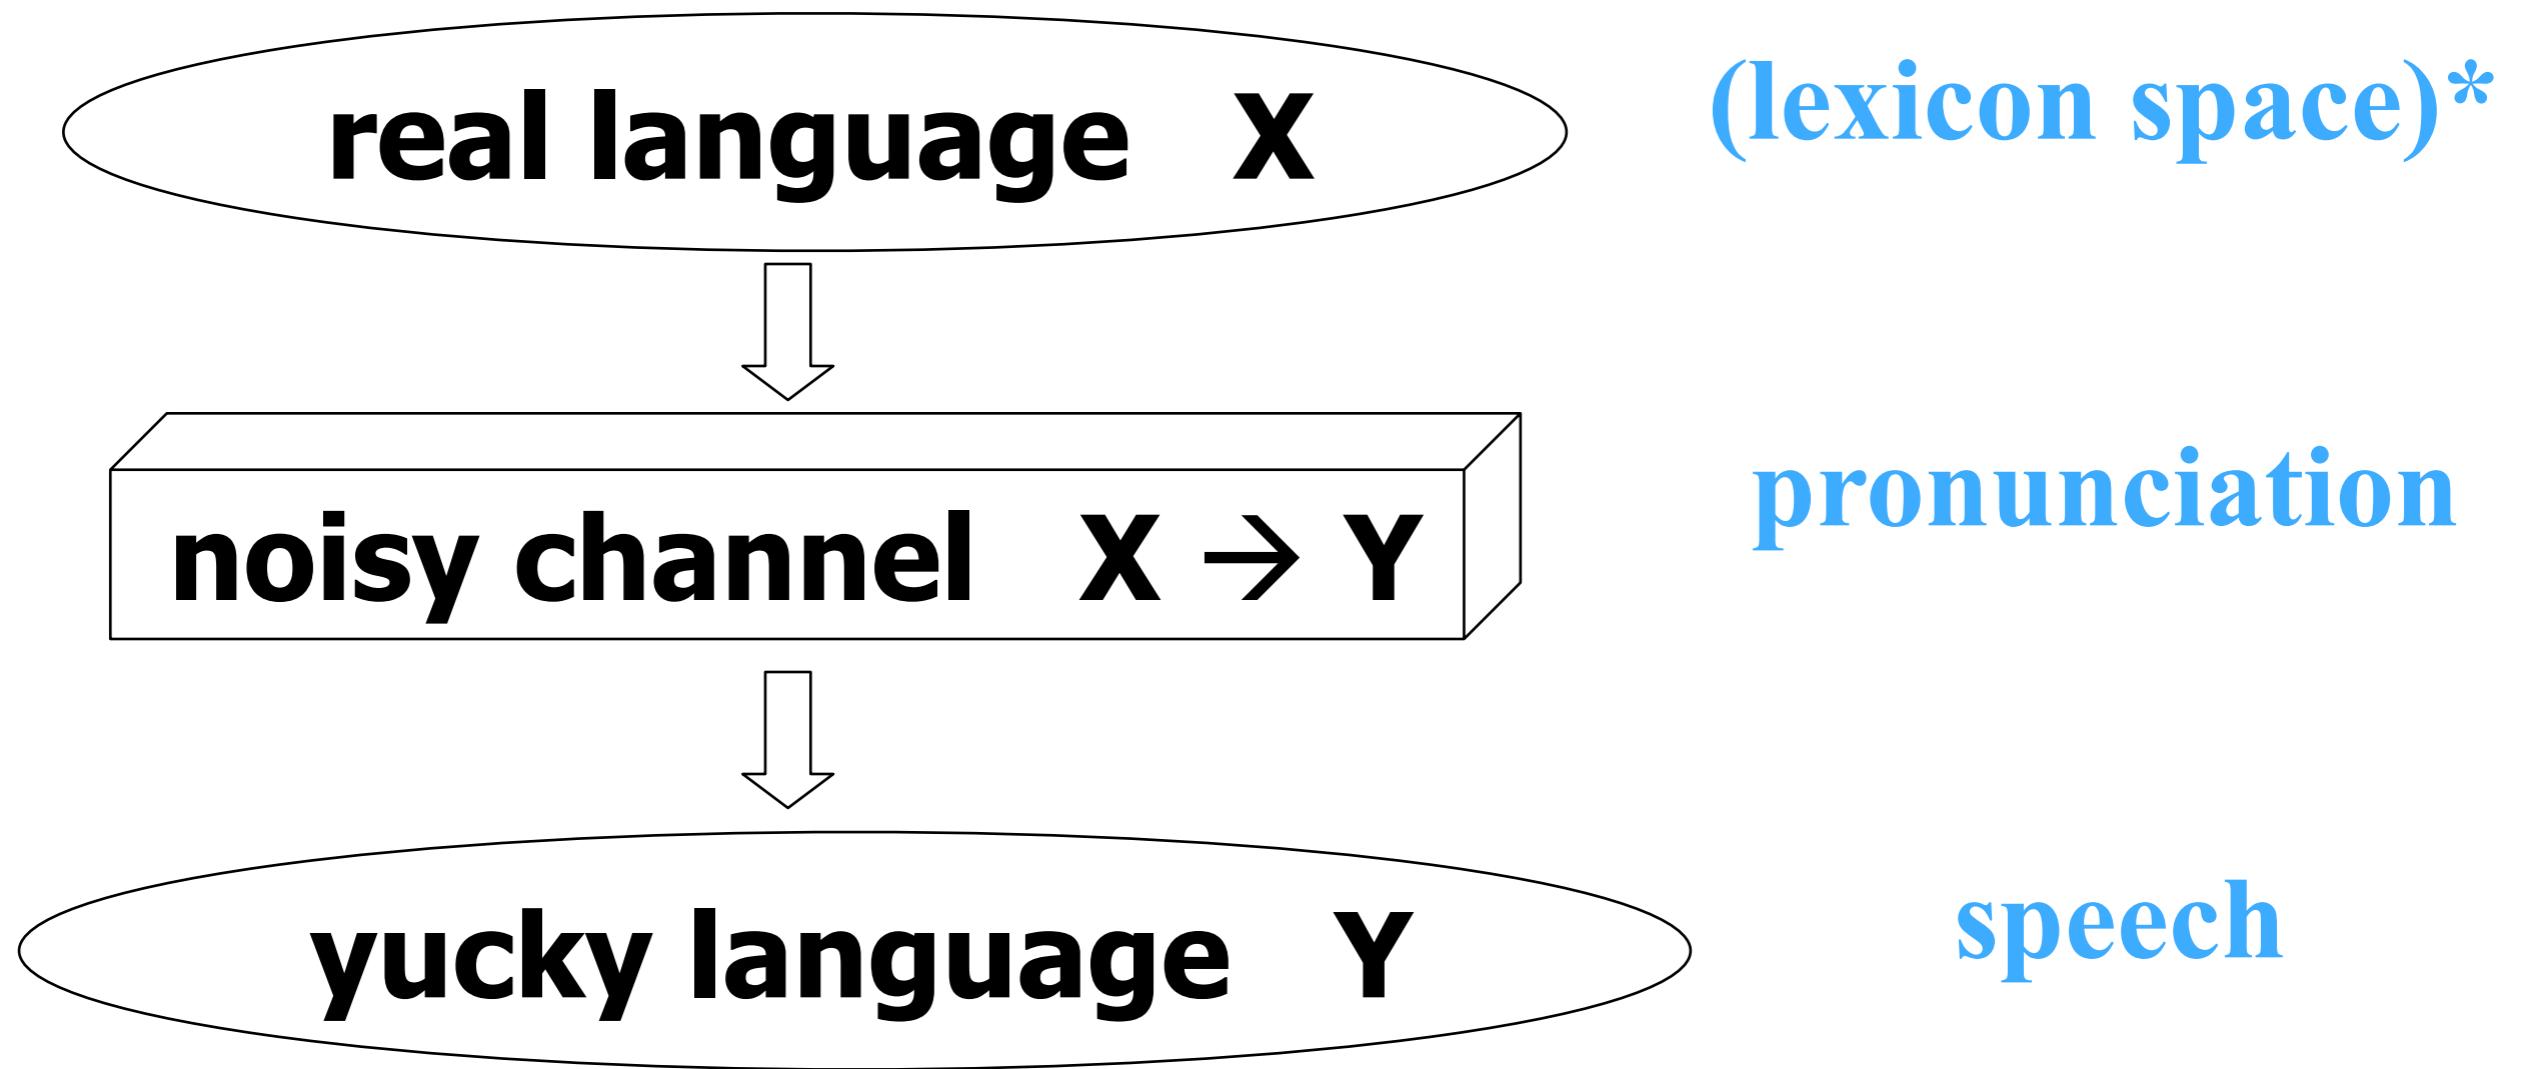 real language X
(lexicon space)*
noisy channel X → Y
pronunciation
yucky language Y
speech